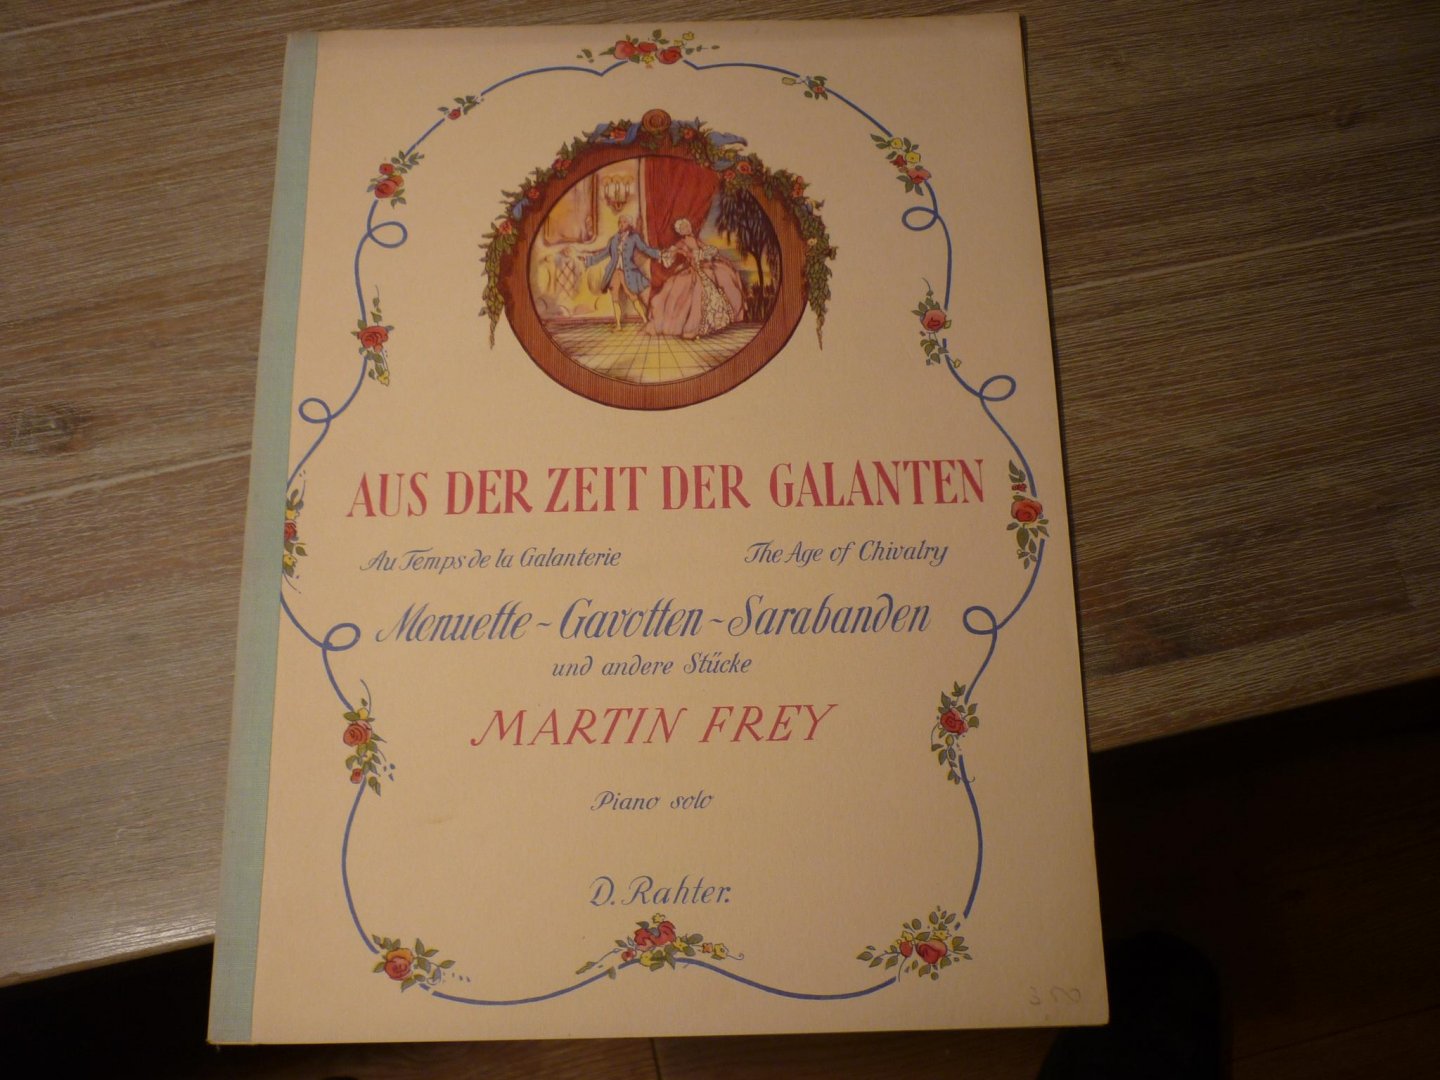 AUS DER ZEIT DER GALANTEN
Au Temps de la Galanterie The Age of Chivalry
Menuette ~ Gavotten ~ Sarabanden
und andere Stücke
MARTIN FREY
Piano solo
D. Rahter.